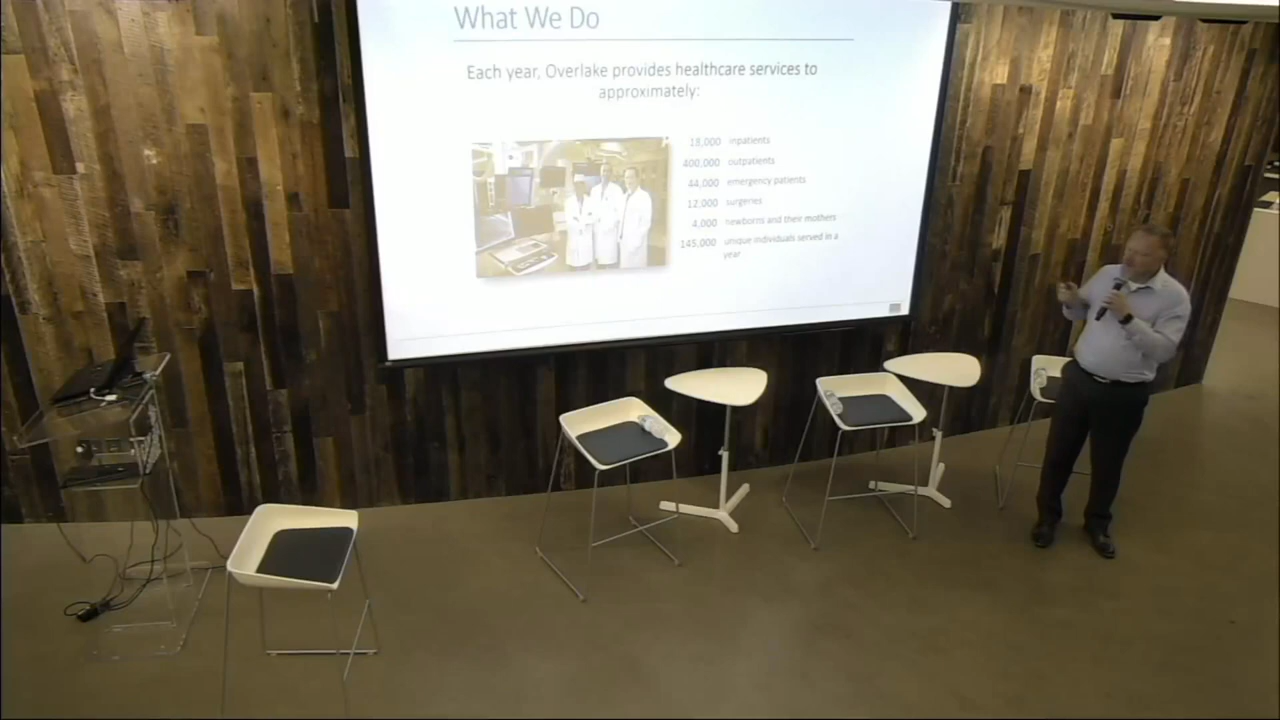 What We Do
Each year, Overlake provides healthcare services to
approximately:
18,000 inpatients
400,000 outpatients
44,000 emergency patients
12,000 surgeries
4,000 newborns and their mothers
145,000 unique individuals served in a
year